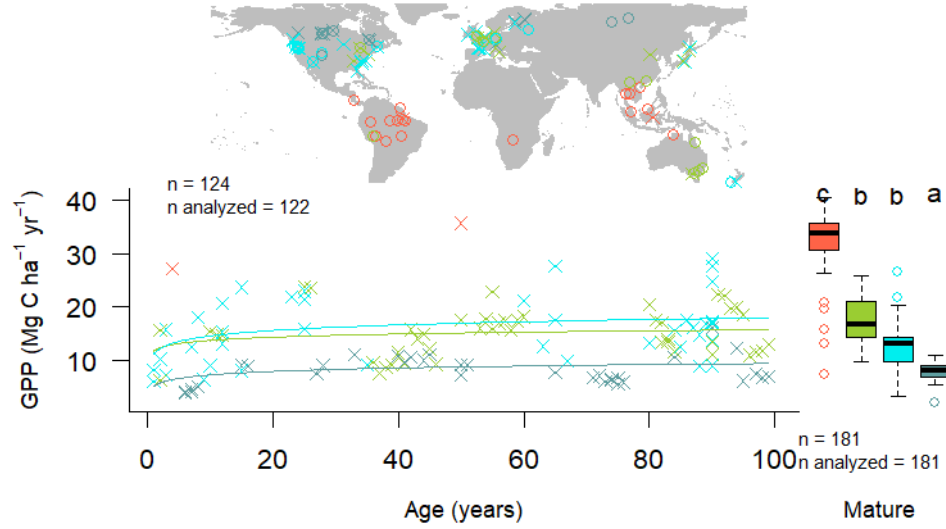 n = 124
n analyzed = 122
c b b a
GPP (Mg C ha⁻¹ yr⁻¹)
40
30
20
10
0 20 40 60 80 100
n = 181
n analyzed = 181
Age (years)
Mature